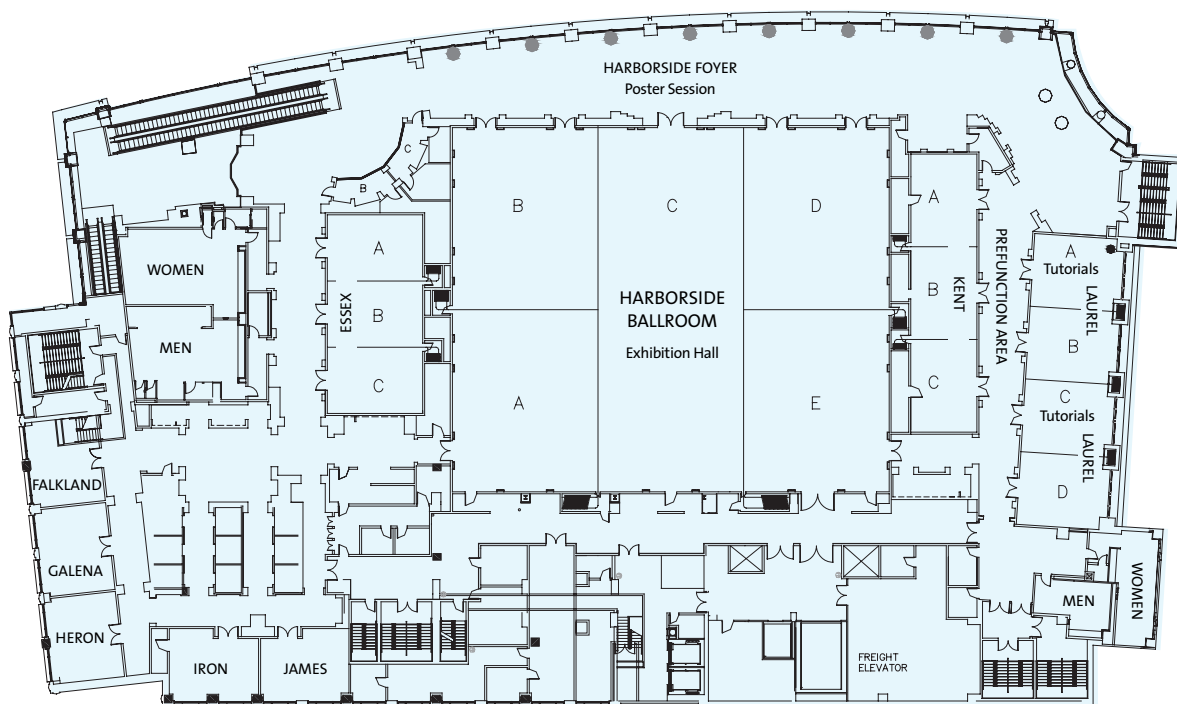 HARBORSIDE FOYER
Poster Session
C
B
B
C
D
A
A
WOMEN
ESSEX
B
MEN
C
HARBORSIDE
BALLROOM
Exhibition Hall
A
E
KENT
B
C
PREFUNCTION AREA
A
Tutorials
LAUREL
B
C
Tutorials
LAUREL
D
FALKLAND
GALENA
HERON
IRON
JAMES
FREIGHT
ELEVATOR
MEN
WOMEN